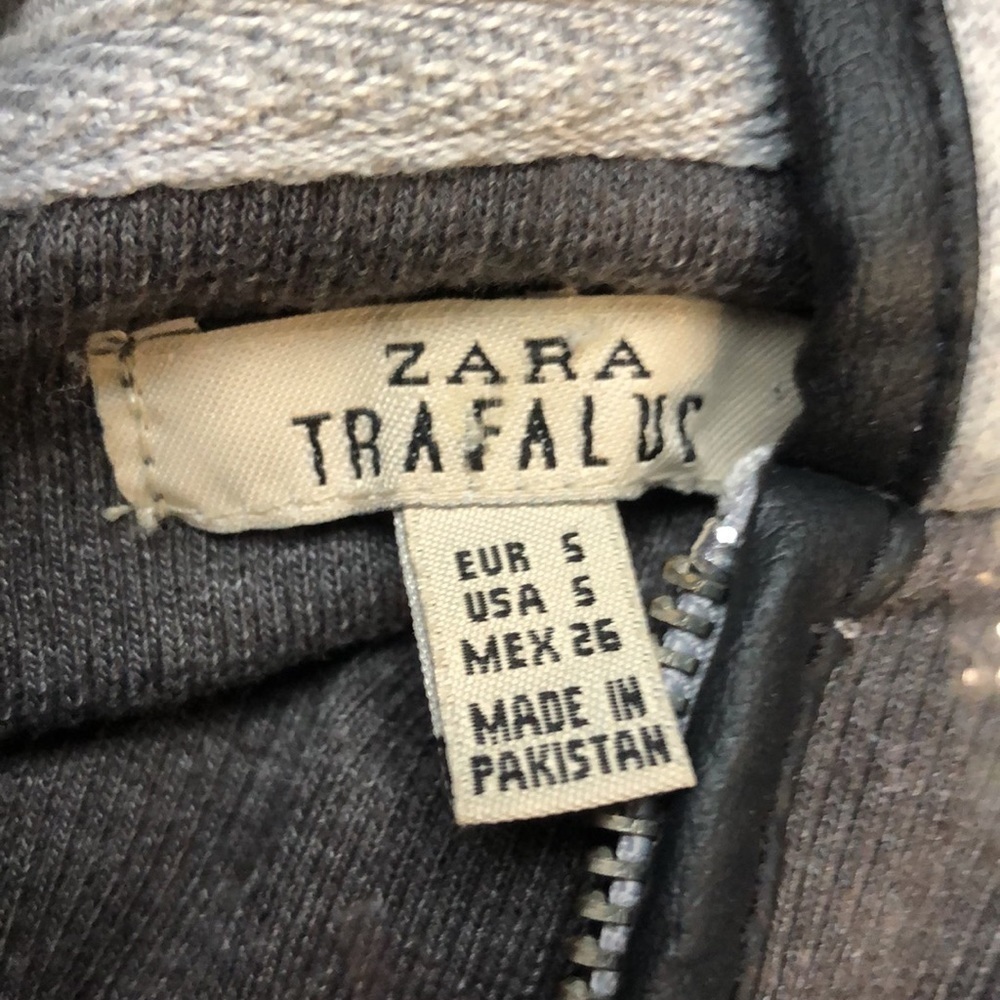 ZARA
TRAFALUC
EUR S
USA S
MEX 26
MADE IN
PAKISTAN